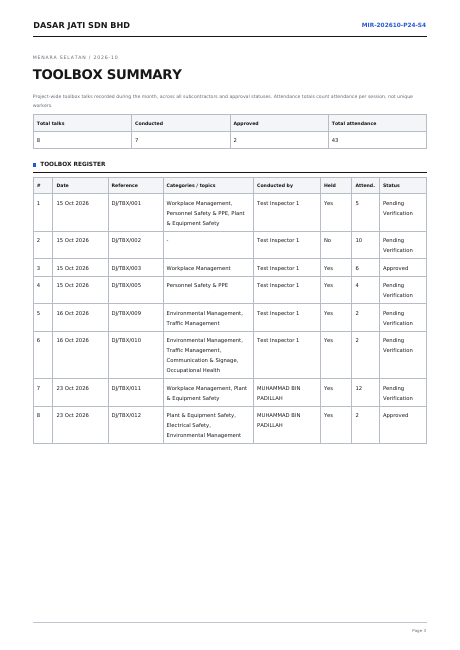 DASAR JATI SDN BHD
MIR-202610-P24-S4
MENARA SELATAN / 2026-10
TOOLBOX SUMMARY
Project-wide toolbox talks recorded during the month, across all subcontractors and approval statuses. Attendance totals count attendance per session, not unique
workers.
Total talks Conducted Approved Total attendance
8 7 2 43
TOOLBOX REGISTER
# Date Reference Categories / topics Conducted by Held Attend. Status
1 15 Oct 2026 DJ/TBX/001 Workplace Management, Test Inspector 1 Yes 5 Pending
Personnel Safety & PPE, Plant Verification
& Equipment Safety
2 15 Oct 2026 DJ/TBX/002 - Test Inspector 1 No 10 Pending
Verification
3 15 Oct 2026 DJ/TBX/003 Workplace Management Test Inspector 1 Yes 6 Approved
4 15 Oct 2026 DJ/TBX/005 Personnel Safety & PPE Test Inspector 1 Yes 4 Pending
Verification
5 16 Oct 2026 DJ/TBX/009 Environmental Management, Test Inspector 1 Yes 2 Pending
Traffic Management Verification
6 16 Oct 2026 DJ/TBX/010 Environmental Management, Test Inspector 1 Yes 2 Pending
Traffic Management, Verification
Communication & Signage,
Occupational Health
7 23 Oct 2026 DJ/TBX/011 Workplace Management, Plant MUHAMMAD BIN Yes 12 Pending
& Equipment Safety PADILLAH Verification
8 23 Oct 2026 DJ/TBX/012 Plant & Equipment Safety, MUHAMMAD BIN Yes 2 Approved
Electrical Safety, PADILLAH
Environmental Management